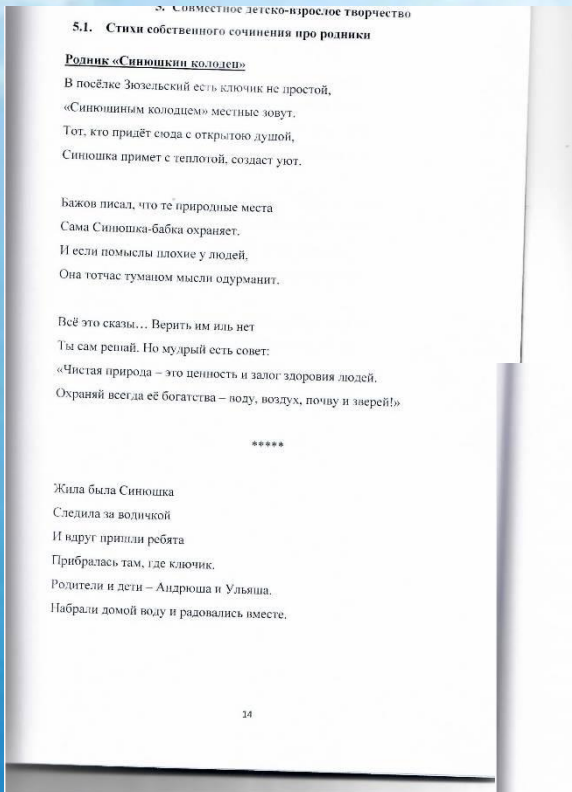 5. Совместное детско-взрослое творчество
5.1. Стихи собственного сочинения про родники
Родник «Синюшкин колодец»
В посёлке Зюзельский есть ключик не простой,
«Синюшиным колодцем» местные зовут.
Тот, кто придёт сюда с открытою душой,
Синюшка примет с теплотой, создаст уют.
Бажов писал, что те природные места
Сама Синюшка-бабка охраняет.
И если помыслы плохие у людей,
Она тотчас туманом мысли одурманит.
Всё это сказы… Верить им иль нет
Ты сам решай. Но мудрый есть совет:
«Чистая природа – это ценность и залог здоровия людей.
Охраняй всегда её богатства – воду, воздух, почву и зверей!»
*****
Жила была Синюшка
Следила за водичкой
И вдруг пришли ребята
Прибралась там, где ключик.
Родители и дети – Андрюша и Ульяша.
Набрали домой воду и радовались вместе.
14